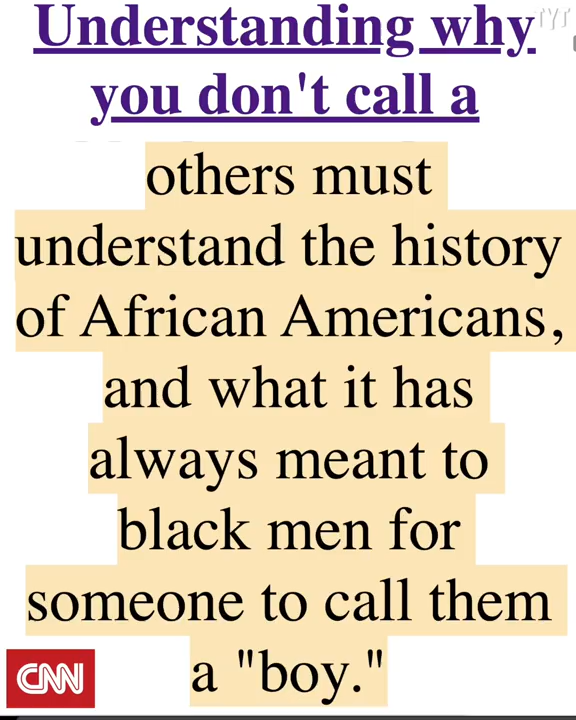 TYT
Understanding why
you don't call a
others must
understand the history
of African Americans,
and what it has
always meant to
black men for
someone to call them
a "boy."
CNN